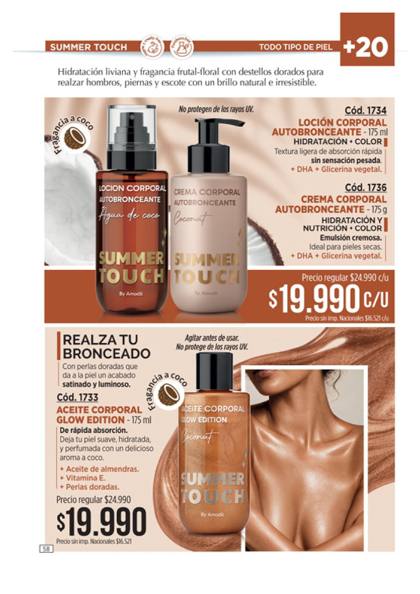 SUMMER TOUCH
TODO TIPO DE PIEL
+20
Hidratación liviana y fragancia frutal-floral con destellos dorados para
realzar hombros, piernas y escote con un brillo natural e irresistible.
Fragancia a coco
No protegen de los rayos UV.
LOCION CORPORAL
AUTOBRONCEANTE
Agua de coco
SUMMER
TOUCH
By Amodil
CREMA CORPORAL
AUTOBRONCEANTE
Coconut
SUMMER
TOUCH
By Amodil
Cód. 1734
LOCIÓN CORPORAL
AUTOBRONCEANTE - 175 ml
HIDRATACIÓN + COLOR
Textura ligera de absorción rápida
sin sensación pesada.
+ DHA + Glicerina vegetal.
Cód. 1736
CREMA CORPORAL
AUTOBRONCEANTE - 175 g
HIDRATACIÓN Y
NUTRICIÓN + COLOR
Emulsión cremosa.
Ideal para pieles secas.
+ DHA + Glicerina vegetal.
Precio regular $24.990 c/u
$19.990 C/U
Precio sin imp. Nacionales $16.521 c/u
REALZA TU
BRONCEADO
Con perlas doradas que
da a la piel un acabado
satinado y luminoso.
Cód. 1733
ACEITE CORPORAL
GLOW EDITION - 175 ml
De rápida absorción.
Deja tu piel suave, hidratada,
y perfumada con un delicioso
aroma a coco.
+ Aceite de almendras.
+ Vitamina E.
+ Perlas doradas.
Precio regular $24.990
$19.990
Precio sin imp. Nacionales $16.521
Agitar antes de usar.
No protege de los rayos UV.
Fragancia a coco
ACEITE CORPORAL
GLOW EDITION
Coconut
SUMMER
TOUCH
By Amodil
58